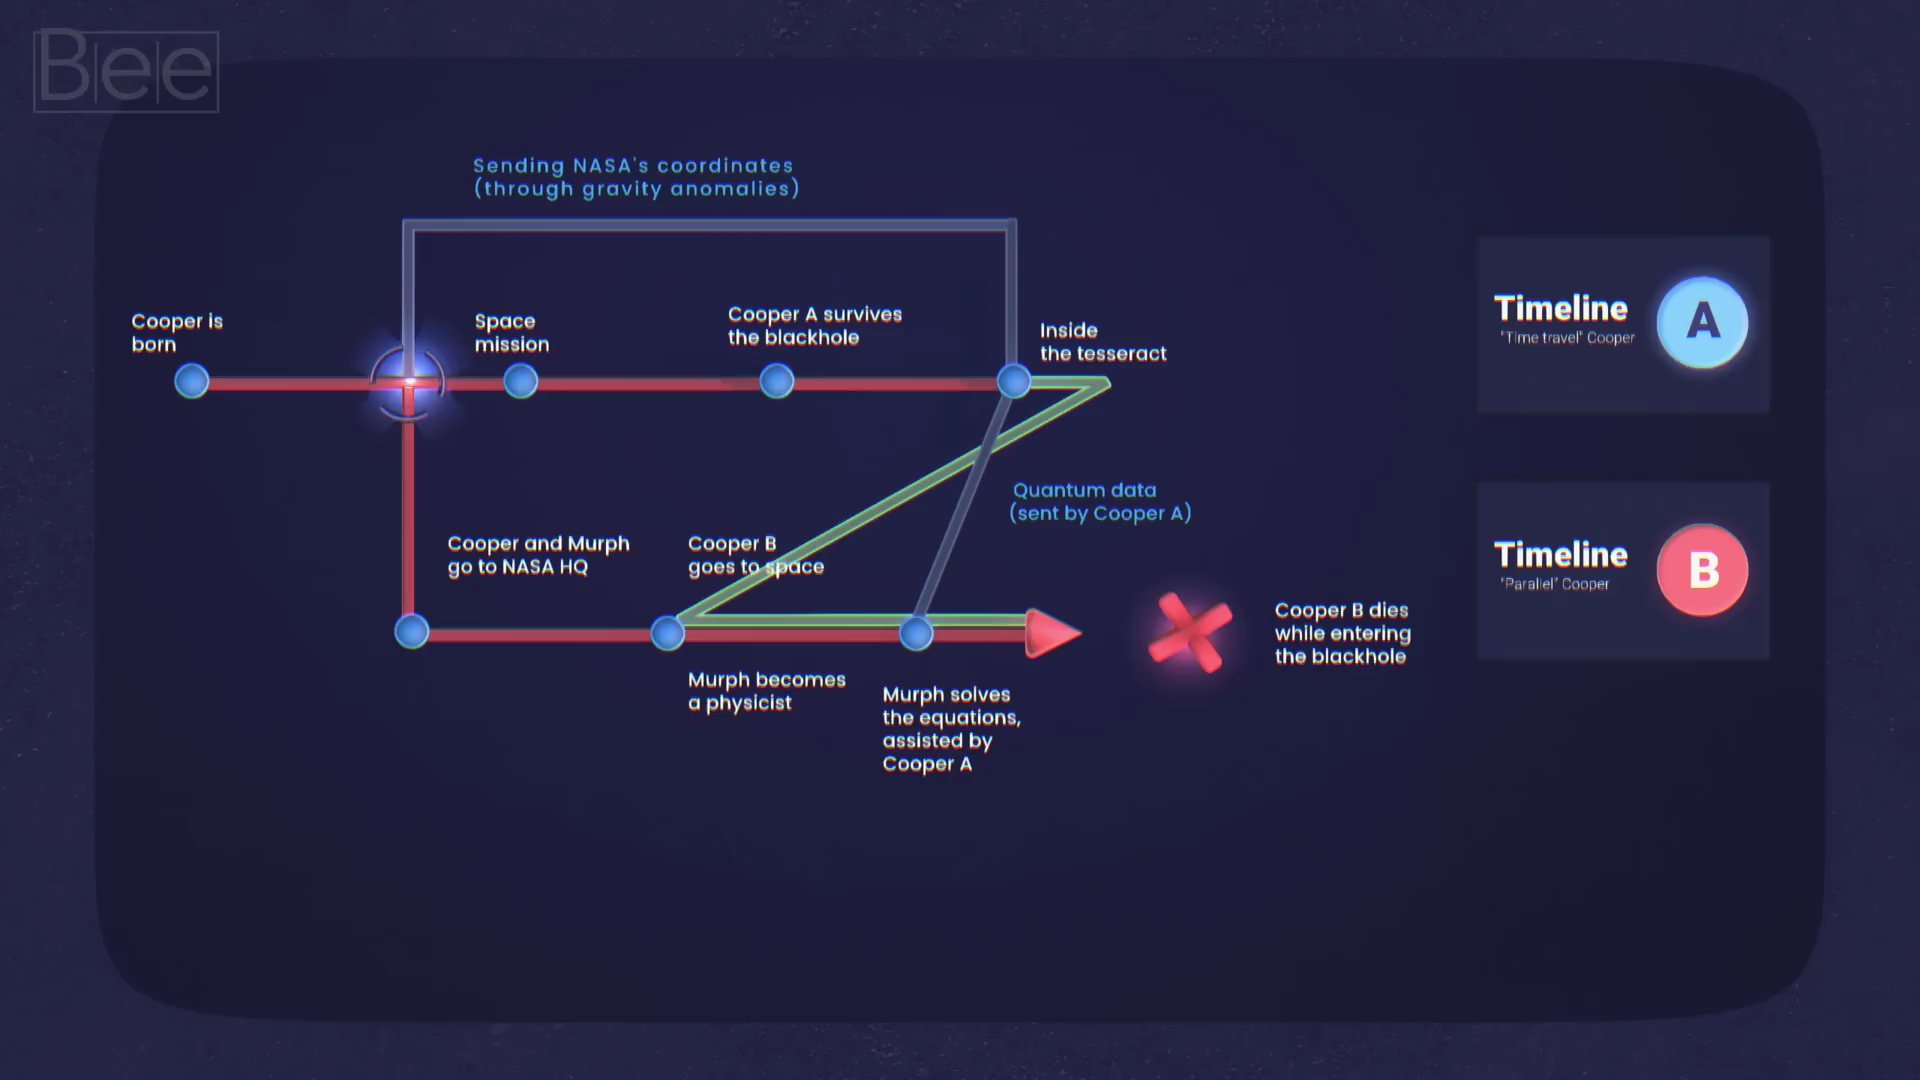 Bee
Sending NASA's coordinates
(through gravity anomalies)
Cooper is
born
Space
mission
Cooper A survives
the blackhole
Inside
the tesseract
Timeline
"Time travel" Cooper
A
Quantum data
(sent by Cooper A)
Cooper and Murph
go to NASA HQ
Cooper B
goes to space
Timeline
"Parallel" Cooper
B
Cooper B dies
while entering
the blackhole
Murph becomes
a physicist
Murph solves
the equations,
assisted by
Cooper A